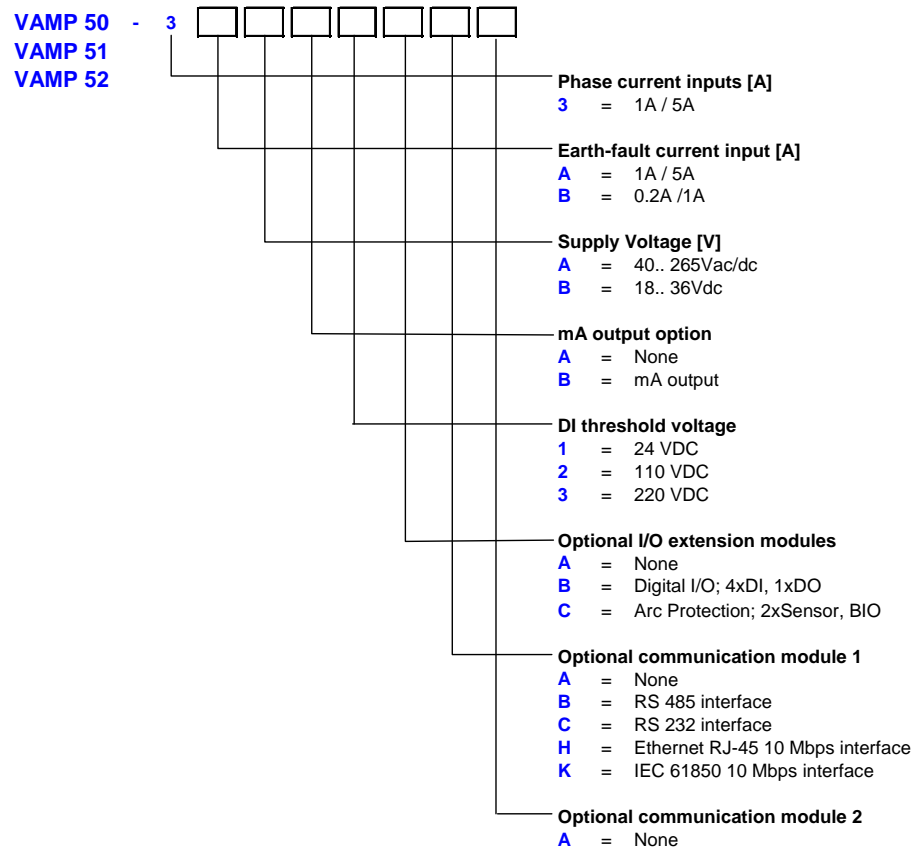 VAMP 50 - 3
VAMP 51
VAMP 52
Phase current inputs [A]
3 = 1A / 5A
Earth-fault current input [A]
A = 1A / 5A
B = 0.2A /1A
Supply Voltage [V]
A = 40.. 265Vac/dc
B = 18.. 36Vdc
mA output option
A = None
B = mA output
DI threshold voltage
1 = 24 VDC
2 = 110 VDC
3 = 220 VDC
Optional I/O extension modules
A = None
B = Digital I/O; 4xDI, 1xDO
C = Arc Protection; 2xSensor, BIO
Optional communication module 1
A = None
B = RS 485 interface
C = RS 232 interface
H = Ethernet RJ-45 10 Mbps interface
K = IEC 61850 10 Mbps interface
Optional communication module 2
A = None